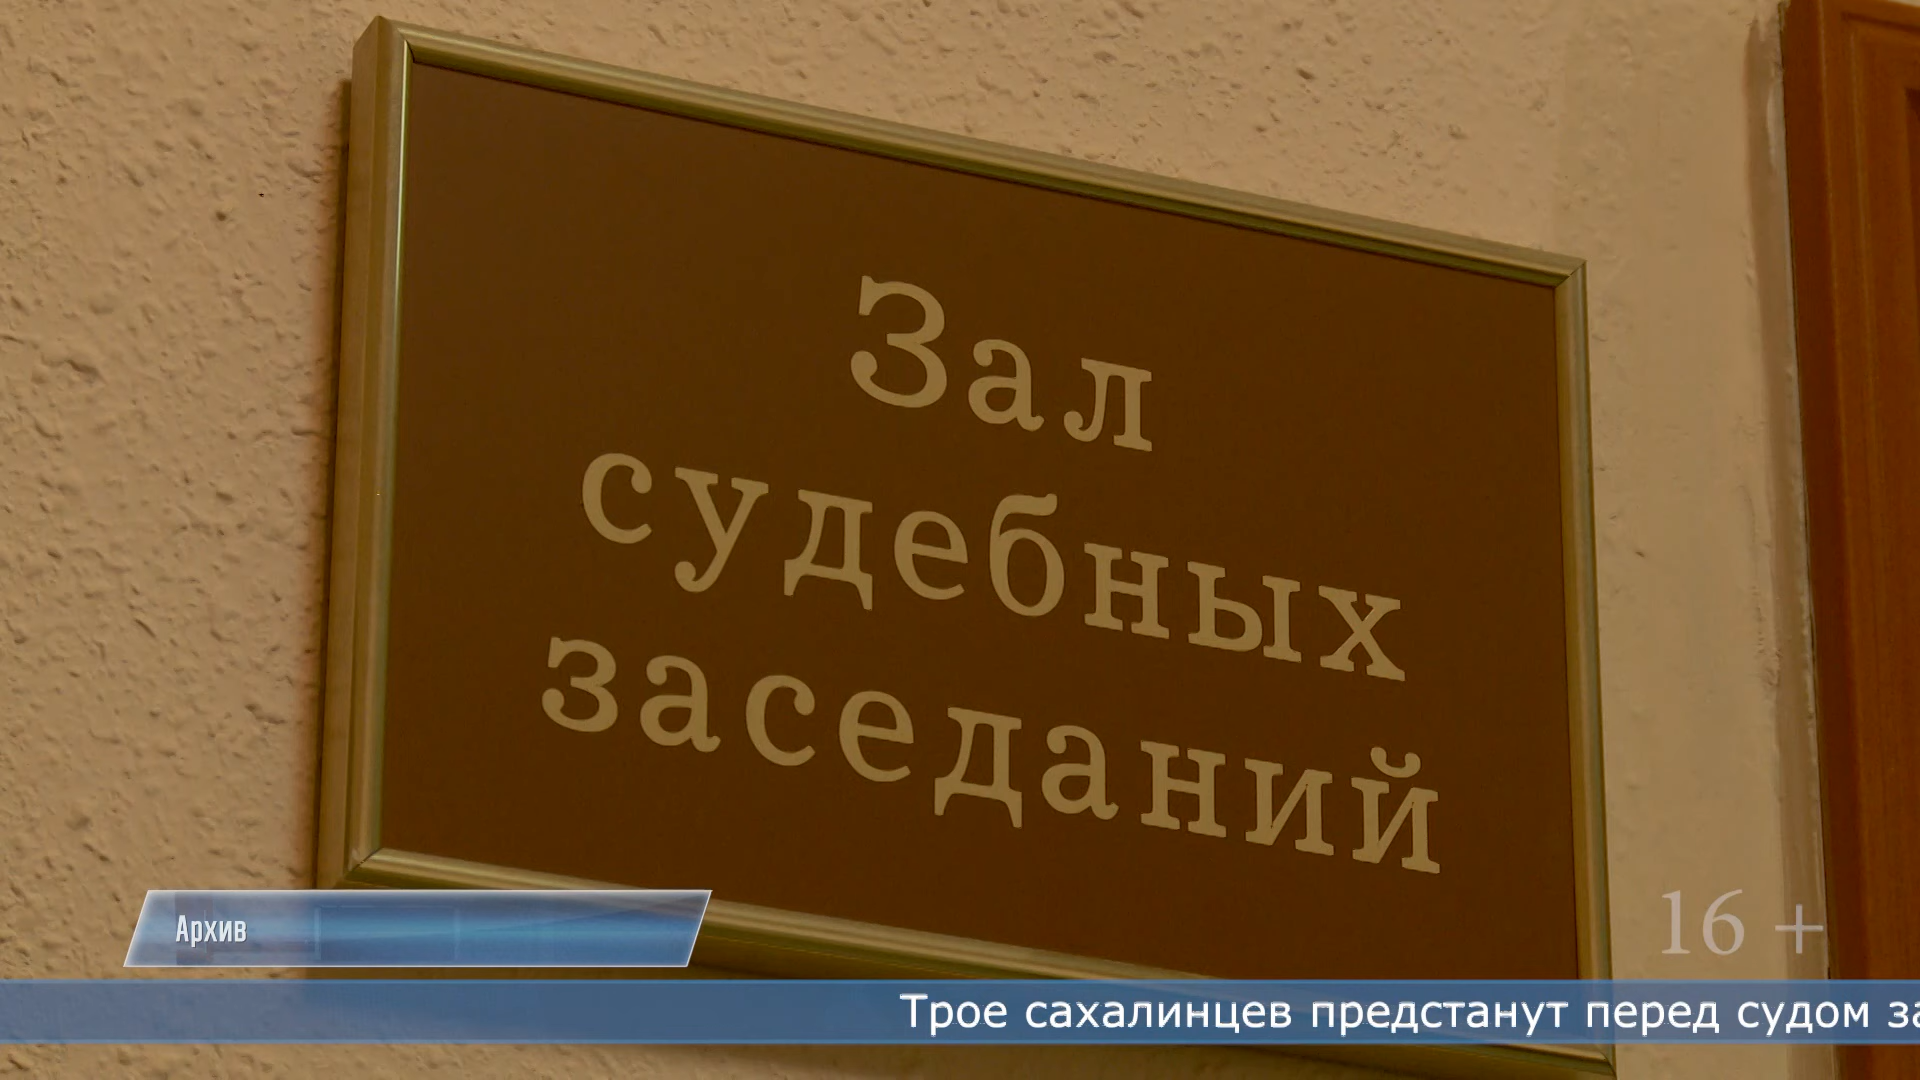 Зал
судебных
заседаний
Архив
16 +
Трое сахалинцев предстанут перед судом за